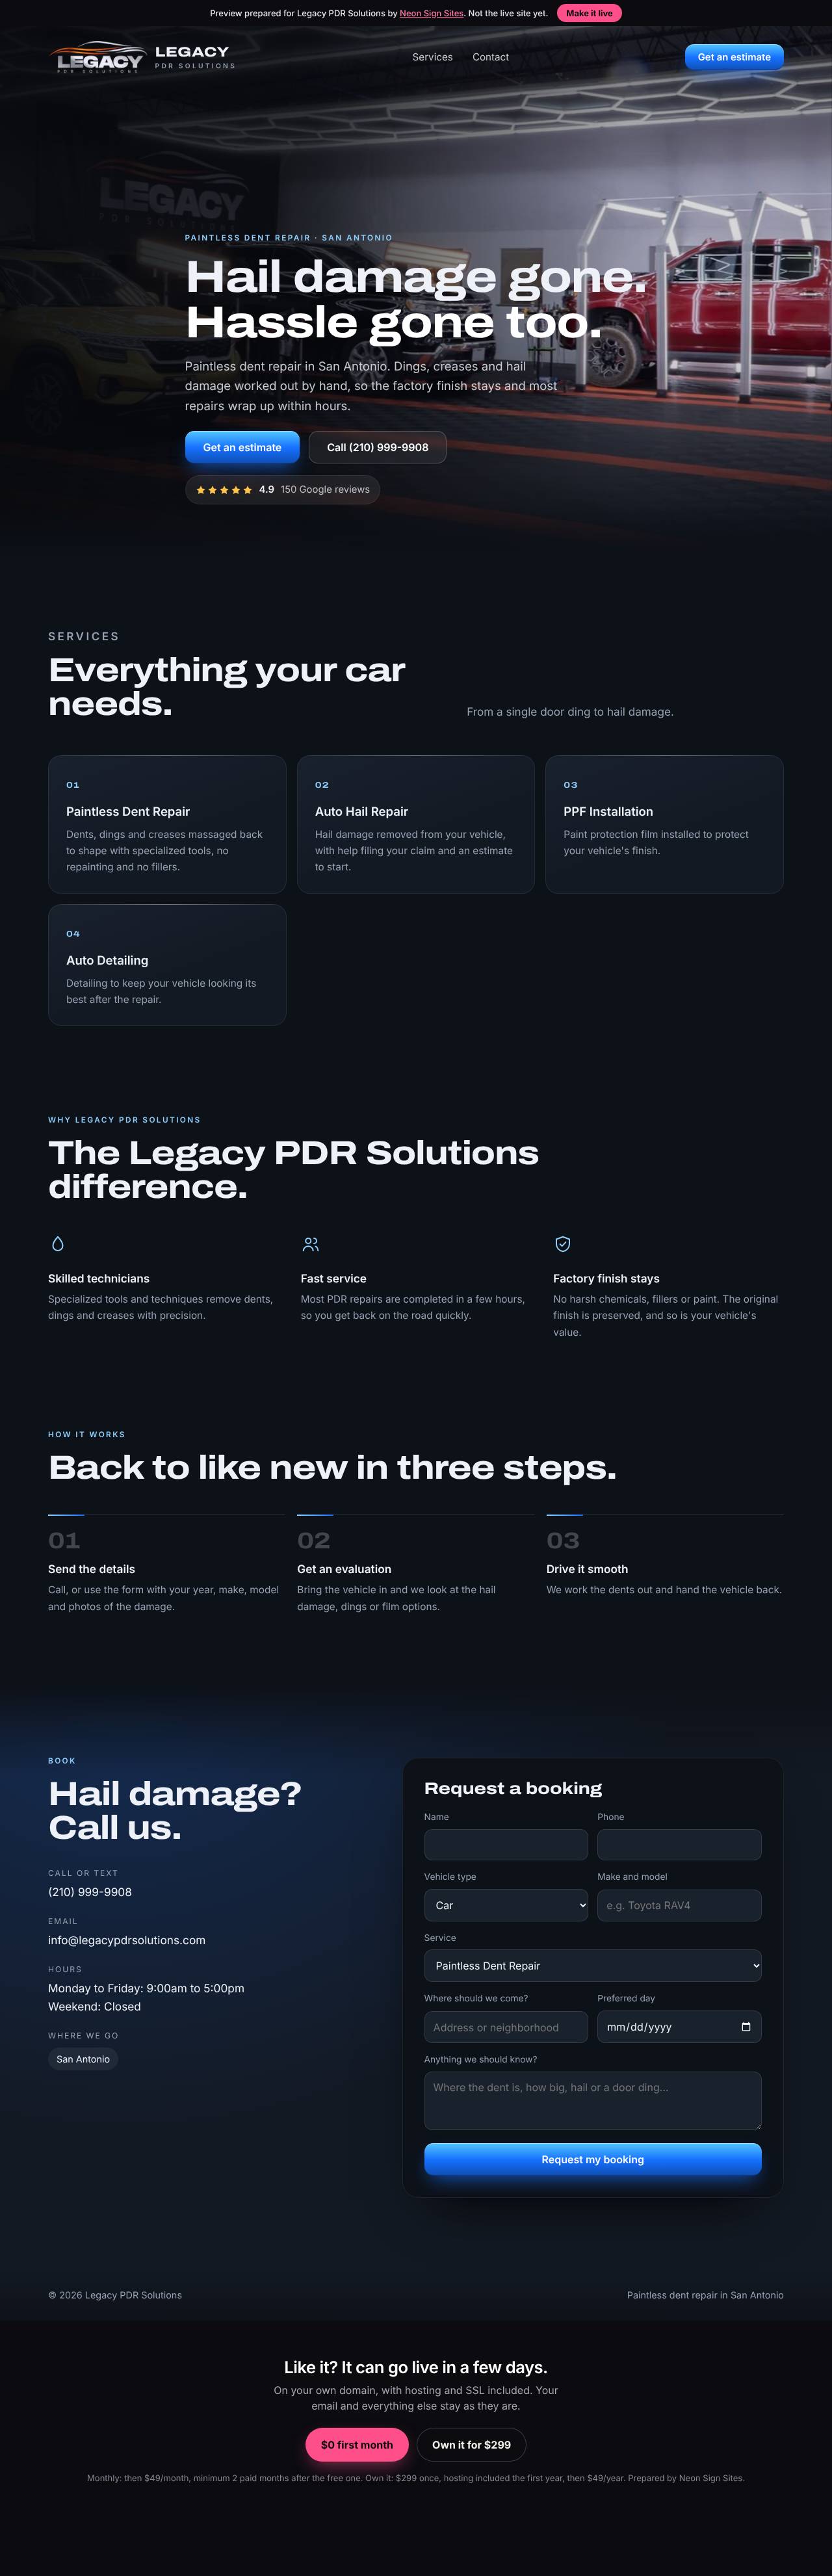 Preview prepared for Legacy PDR Solutions by Neon Sign Sites. Not the live site yet. Make it live
LEGACY
PDR SOLUTIONS
LEGACY
PDR SOLUTIONS
Services Contact
Get an estimate
LEGACY
PAINTLESS DENT REPAIR · SAN ANTONIO
Hail damage gone.
Hassle gone too.
Paintless dent repair in San Antonio. Dings, creases and hail
damage worked out by hand, so the factory finish stays and most
repairs wrap up within hours.
Get an estimate
Call (210) 999-9908
4.9 150 Google reviews
SERVICES
Everything your car
needs.
From a single door ding to hail damage.
01
Paintless Dent Repair
Dents, dings and creases massaged back
to shape with specialized tools, no
repainting and no fillers.
02
Auto Hail Repair
Hail damage removed from your vehicle,
with help filing your claim and an estimate
to start.
03
PPF Installation
Paint protection film installed to protect
your vehicle's finish.
04
Auto Detailing
Detailing to keep your vehicle looking its
best after the repair.
WHY LEGACY PDR SOLUTIONS
The Legacy PDR Solutions
difference.
Skilled technicians
Specialized tools and techniques remove dents,
dings and creases with precision.
Fast service
Most PDR repairs are completed in a few hours,
so you get back on the road quickly.
Factory finish stays
No harsh chemicals, fillers or paint. The original
finish is preserved, and so is your vehicle's
value.
HOW IT WORKS
Back to like new in three steps.
01
Send the details
Call, or use the form with your year, make, model
and photos of the damage.
02
Get an evaluation
Bring the vehicle in and we look at the hail
damage, dings or film options.
03
Drive it smooth
We work the dents out and hand the vehicle back.
BOOK
Hail damage?
Call us.
CALL OR TEXT
(210) 999-9908
EMAIL
info@legacypdrsolutions.com
HOURS
Monday to Friday: 9:00am to 5:00pm
Weekend: Closed
WHERE WE GO
San Antonio
Request a booking
Name
Phone
Vehicle type
Car
Make and model
e.g. Toyota RAV4
Service
Paintless Dent Repair
Where should we come?
Address or neighborhood
Preferred day
mm/dd/yyyy
Anything we should know?
Where the dent is, how big, hail or a door ding...
Request my booking
© 2026 Legacy PDR Solutions
Paintless dent repair in San Antonio
Like it? It can go live in a few days.
On your own domain, with hosting and SSL included. Your
email and everything else stay as they are.
$0 first month
Own it for $299
Monthly: then $49/month, minimum 2 paid months after the free one. Own it: $299 once, hosting included the first year, then $49/year. Prepared by Neon Sign Sites.